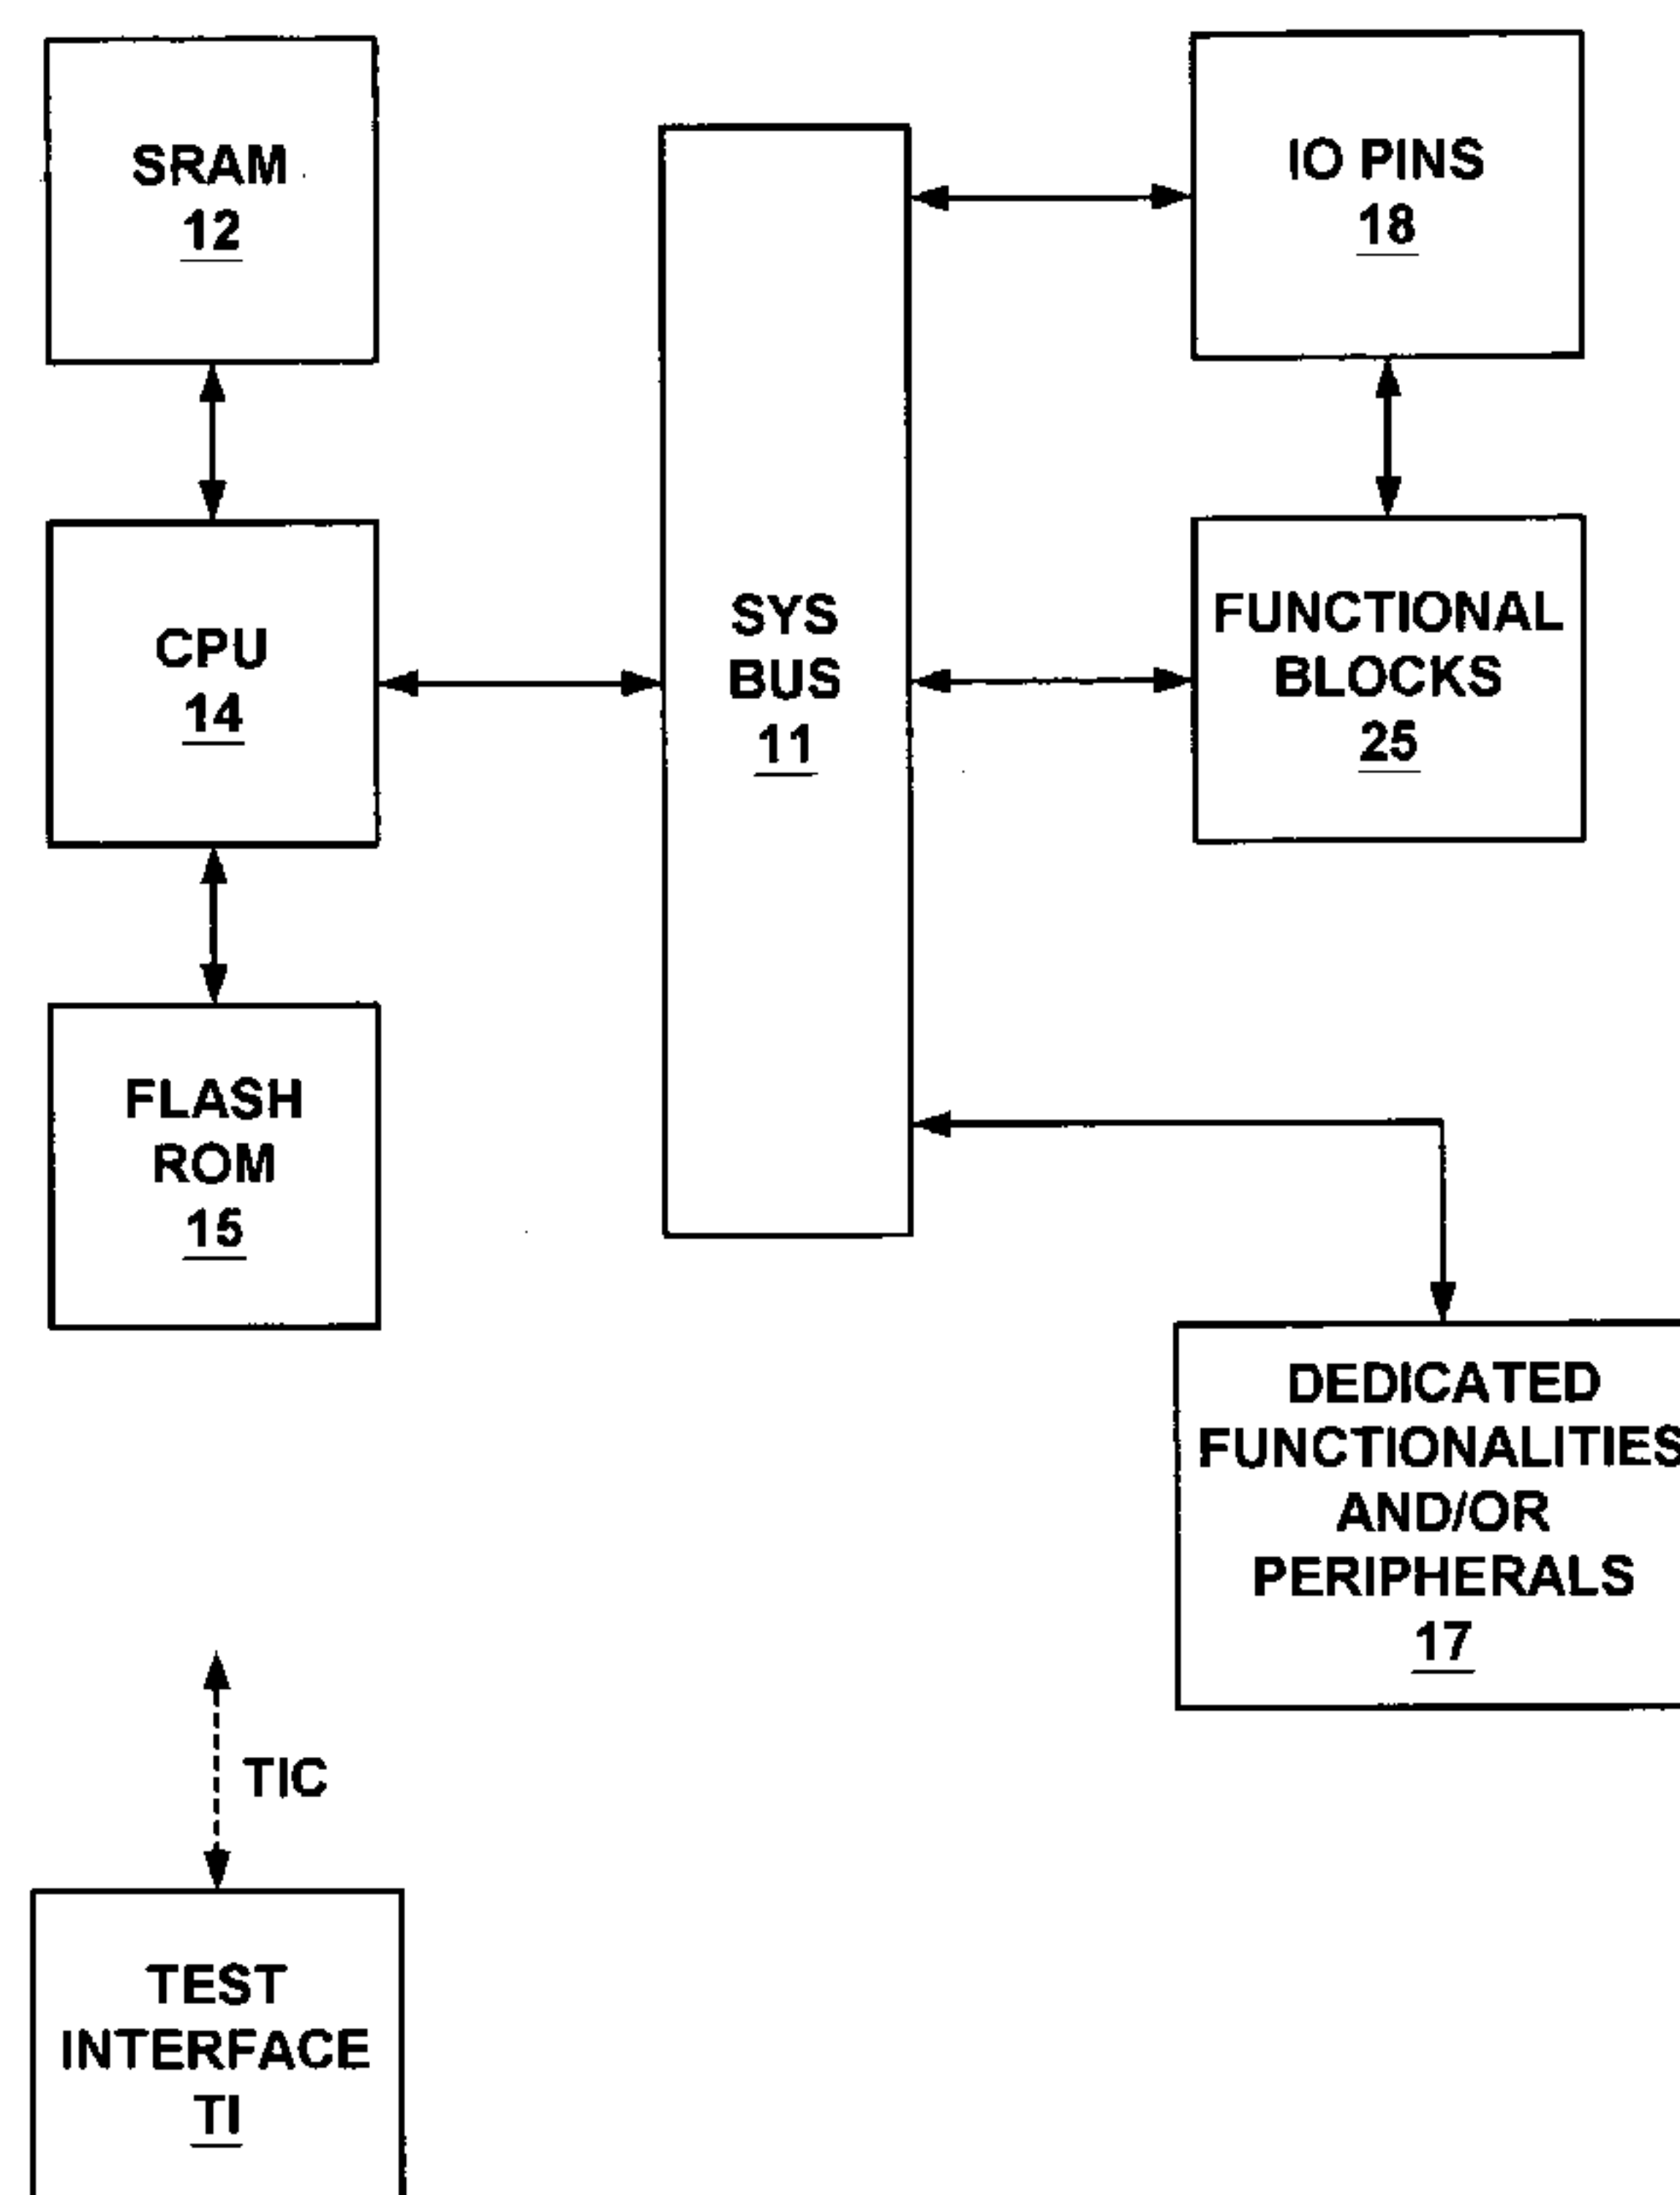 SRAM
12
IO PINS
18
CPU
14
SYS
BUS
11
FUNCTIONAL
BLOCKS
25
FLASH
ROM
15
DEDICATED
FUNCTIONALITIES
AND/OR
PERIPHERALS
17
TIC
TEST
INTERFACE
TI